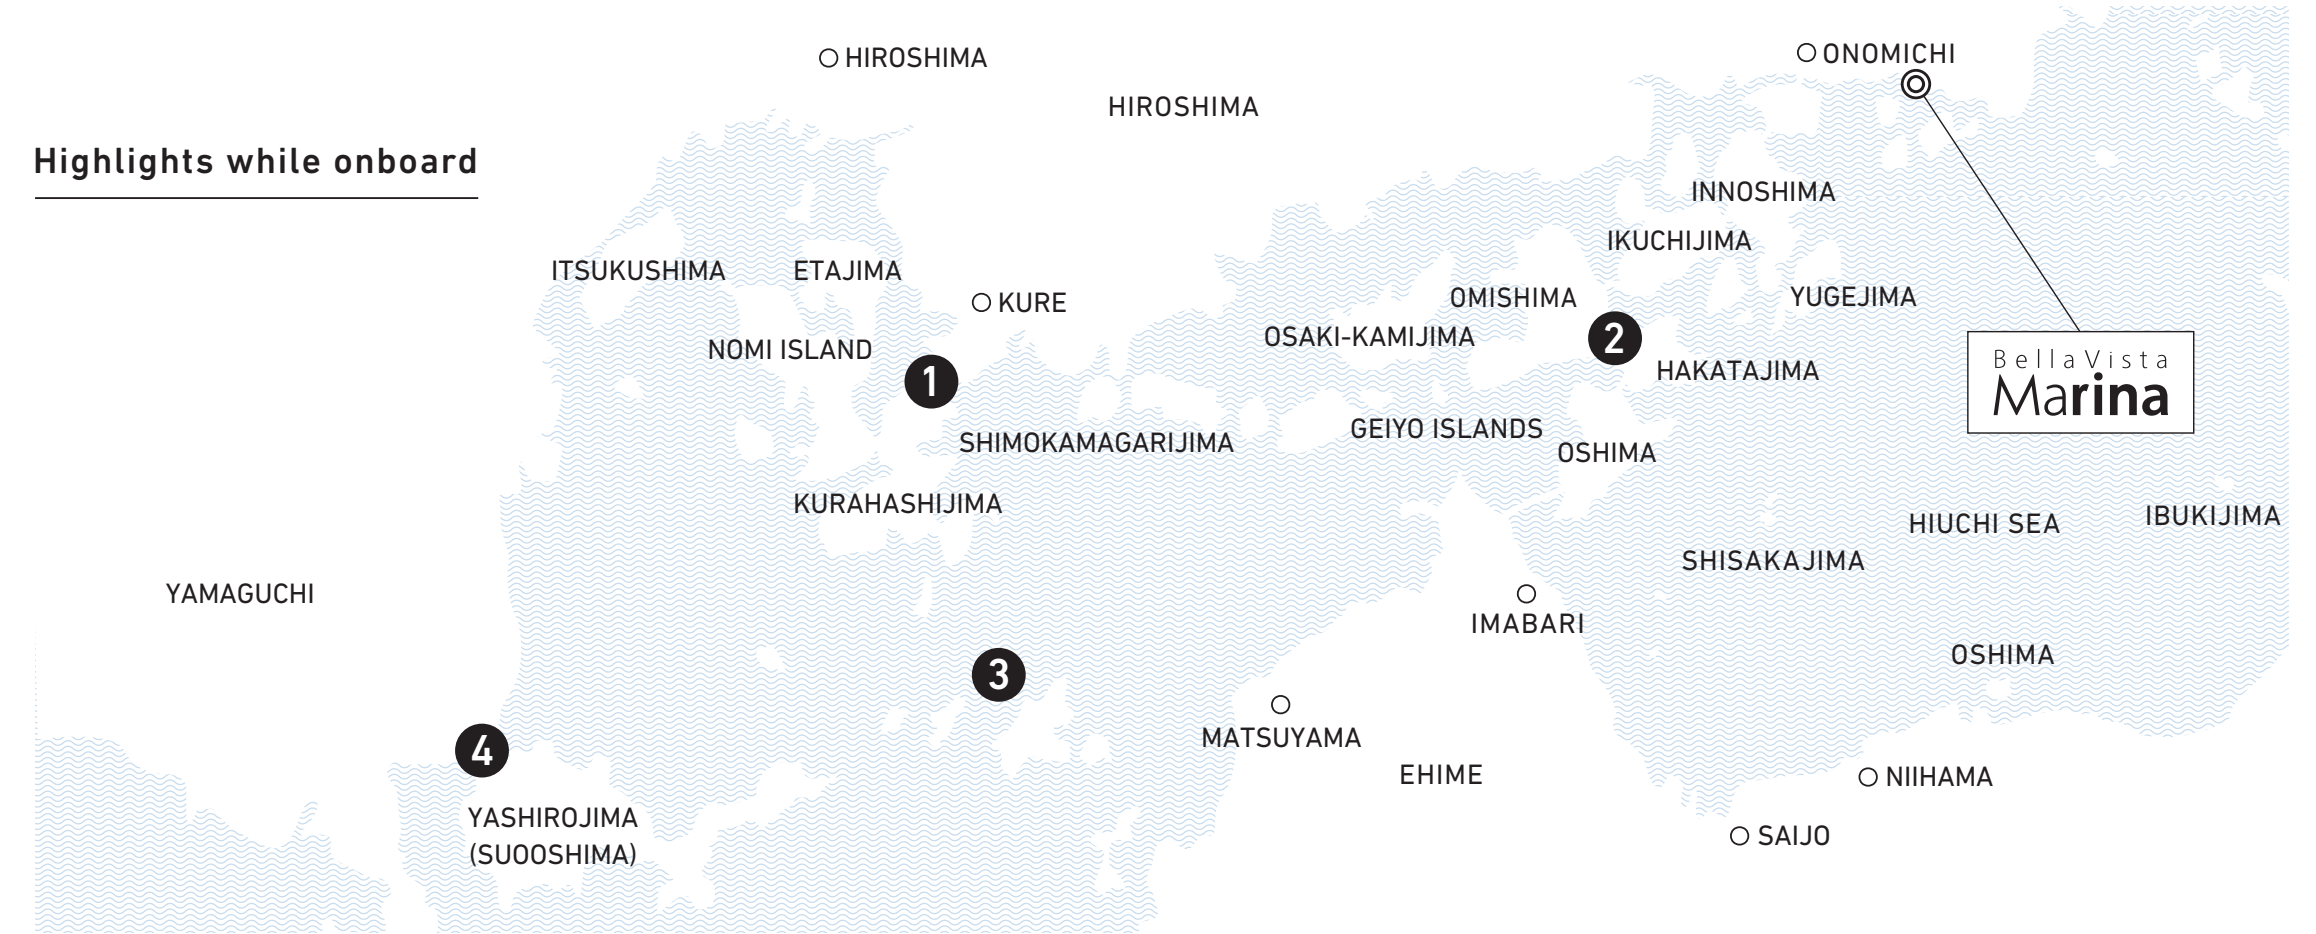 Highlights while onboard
HIROSHIMA
HIROSHIMA
ONOMICHI
INNOSHIMA
IKUCHIJIMA
ITSUKUSHIMA
ETAJIMA
KURE
OMISHIMA
YUGEJIMA
NOMI ISLAND
OSAKI-KAMIJIMA
2
HAKATAJIMA
BellaVista
Marina
1
SHIMOKAMAGARIJIMA
GEIYO ISLANDS
OSHIMA
KURAHASHIJIMA
HIUCHI SEA
IBUKIJIMA
SHISAKAJIMA
YAMAGUCHI
IMABARI
OSHIMA
3
MATSUYAMA
4
EHIME
NIIHAMA
YASHIROJIMA
(SUOOSHIMA)
SAIJO